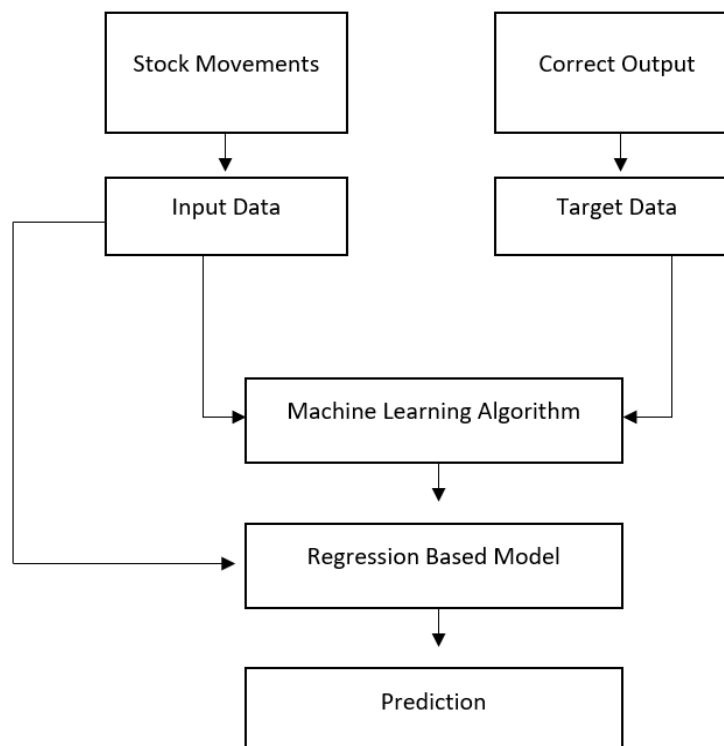 Stock Movements
Correct Output
Input Data
Target Data
Machine Learning Algorithm
Regression Based Model
Prediction